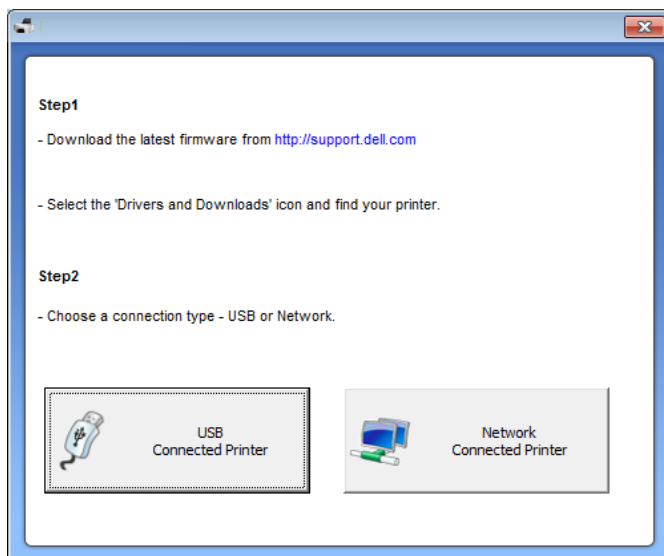 Step1
- Download the latest firmware from http://support.dell.com
- Select the 'Drivers and Downloads' icon and find your printer.
Step2
- Choose a connection type - USB or Network.
USB
Connected Printer
Network
Connected Printer